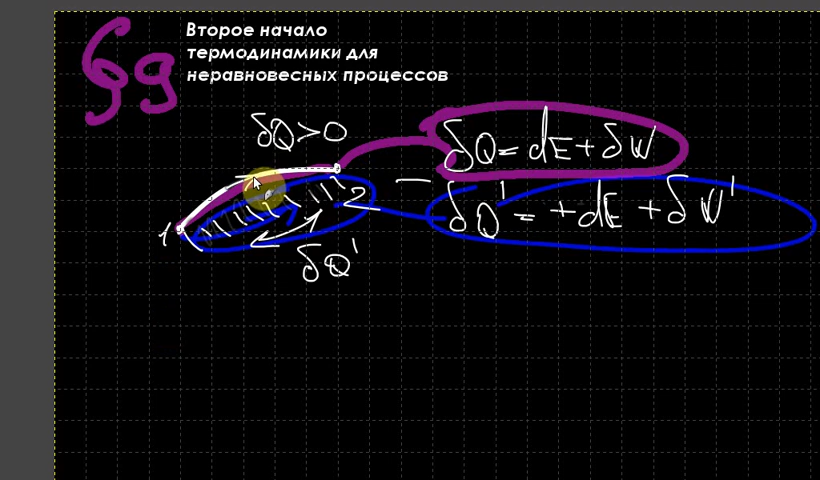 §9
Второе начало
термодинамики для
неравновесных процессов
δQ>0
δQ = dE + δW
1
2
—
δQ' = +dE + δW'
δQ'